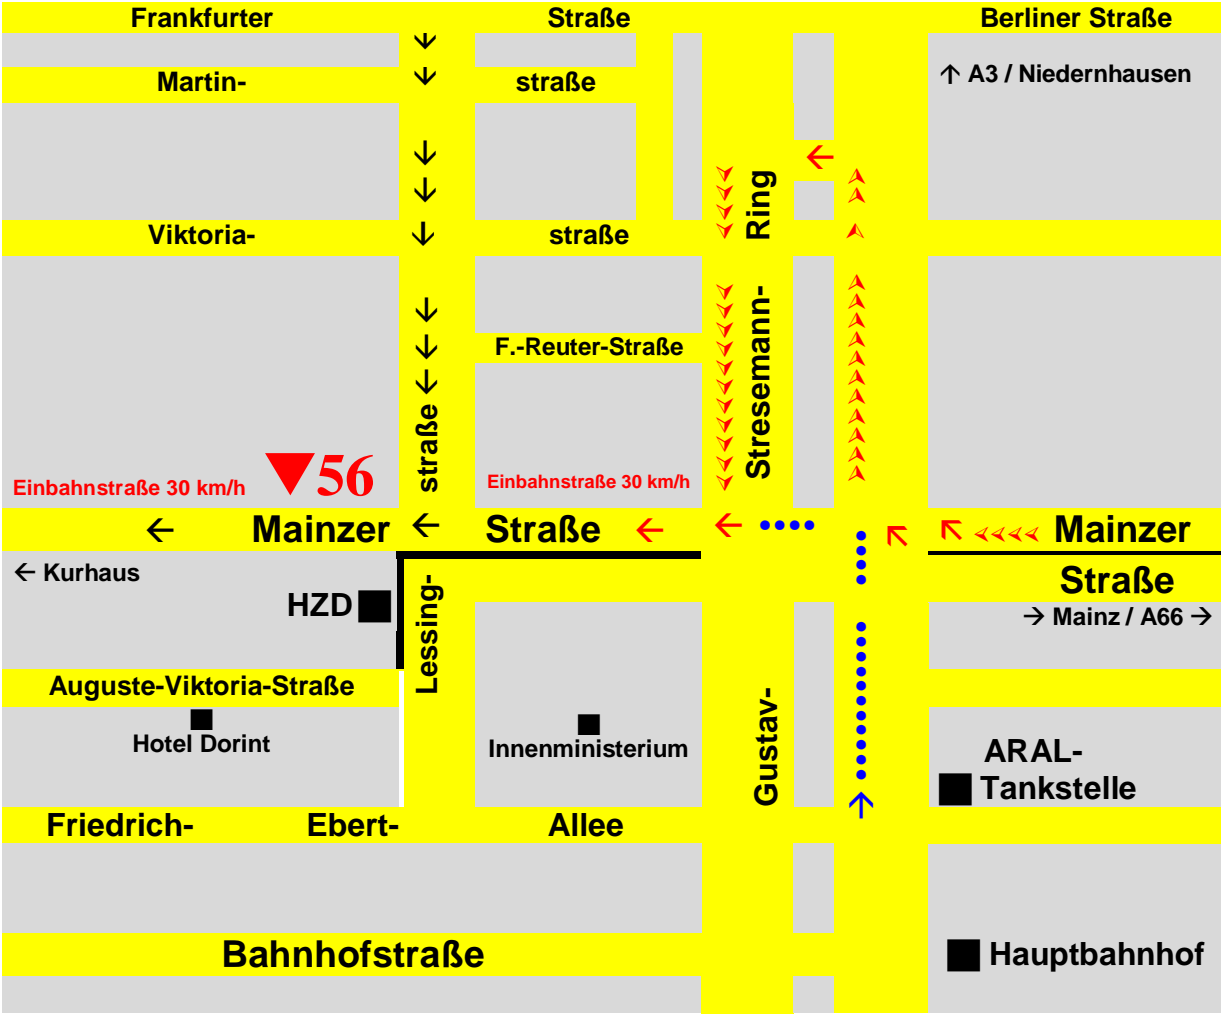 Frankfurter Straße Berliner Straße
↑ A3 / Niedernhausen
Martin- straße
Ring
Viktoria- straße
Stresemann-
F.-Reuter-Straße
straße
▼56
Einbahnstraße 30 km/h
Einbahnstraße 30 km/h
← Mainzer ← Straße ← Mainzer
← Kurhaus
Straße
HZD
Lessing-
→ Mainz / A66 →
Auguste-Viktoria-Straße
Gustav-
Hotel Dorint
Innenministerium
ARAL-
Tankstelle
Friedrich- Ebert- Allee
Bahnhofstraße
Hauptbahnhof